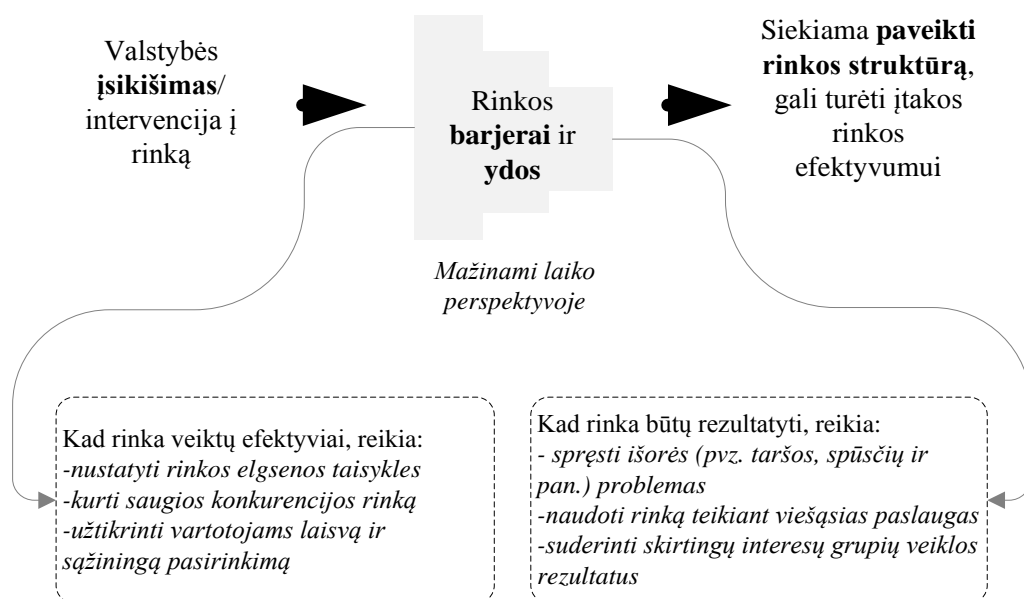 Valstybės
įsikišimas/
intervencija į
rinką
Rinkos
barjerai ir
ydos
Siekiama paveikti
rinkos struktūrą,
gali turėti įtakos
rinkos
efektyvumui
Mažinami laiko
perspektyvoje
Kad rinka veiktų efektyviai, reikia:
-nustatyti rinkos elgsenos taisykles
-kurti saugios konkurencijos rinką
-užtikrinti vartotojams laisvą ir
sąžiningą pasirinkimą
Kad rinka būtų rezultatyti, reikia:
- spręsti išorės (pvz. taršos, spūsčių ir
pan.) problemas
-naudoti rinką teikiant viešąsias paslaugas
-suderinti skirtingų interesų grupių veiklos
rezultatus